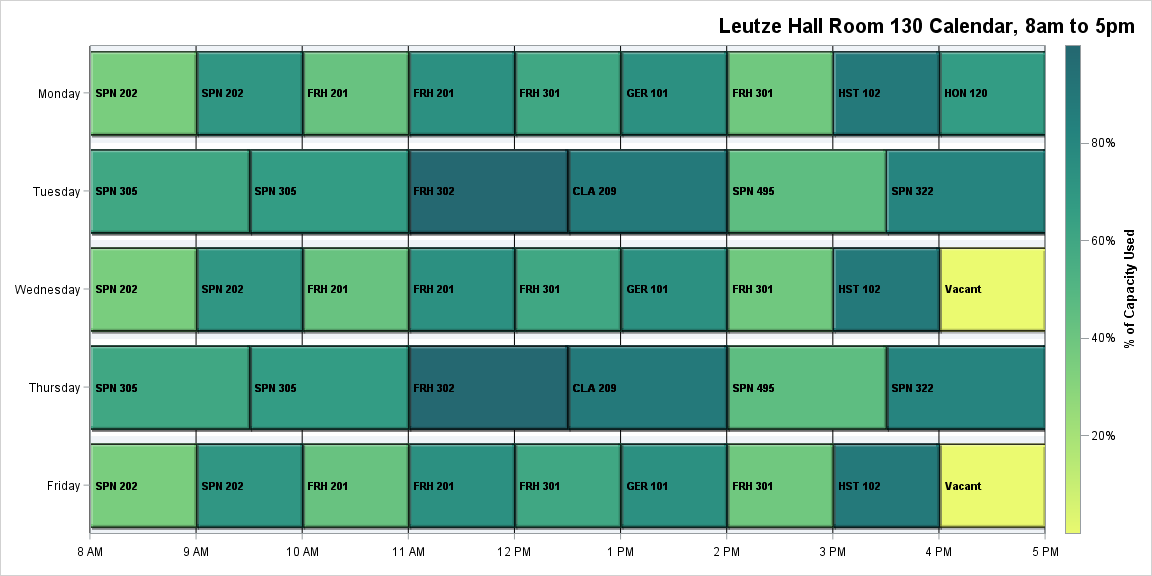 Leutze Hall Room 130 Calendar, 8am to 5pm
Monday
SPN 202 SPN 202 FRH 201 FRH 201 FRH 301 GER 101 FRH 301 HST 102 HON 120
Tuesday
SPN 305 SPN 305 FRH 302 CLA 209 SPN 495 SPN 322
Wednesday
SPN 202 SPN 202 FRH 201 FRH 201 FRH 301 GER 101 FRH 301 HST 102 Vacant
Thursday
SPN 305 SPN 305 FRH 302 CLA 209 SPN 495 SPN 322
Friday
SPN 202 SPN 202 FRH 201 FRH 201 FRH 301 GER 101 FRH 301 HST 102 Vacant
8 AM 9 AM 10 AM 11 AM 12 PM 1 PM 2 PM 3 PM 4 PM 5 PM
80%
60%
40%
20%
% of Capacity Used